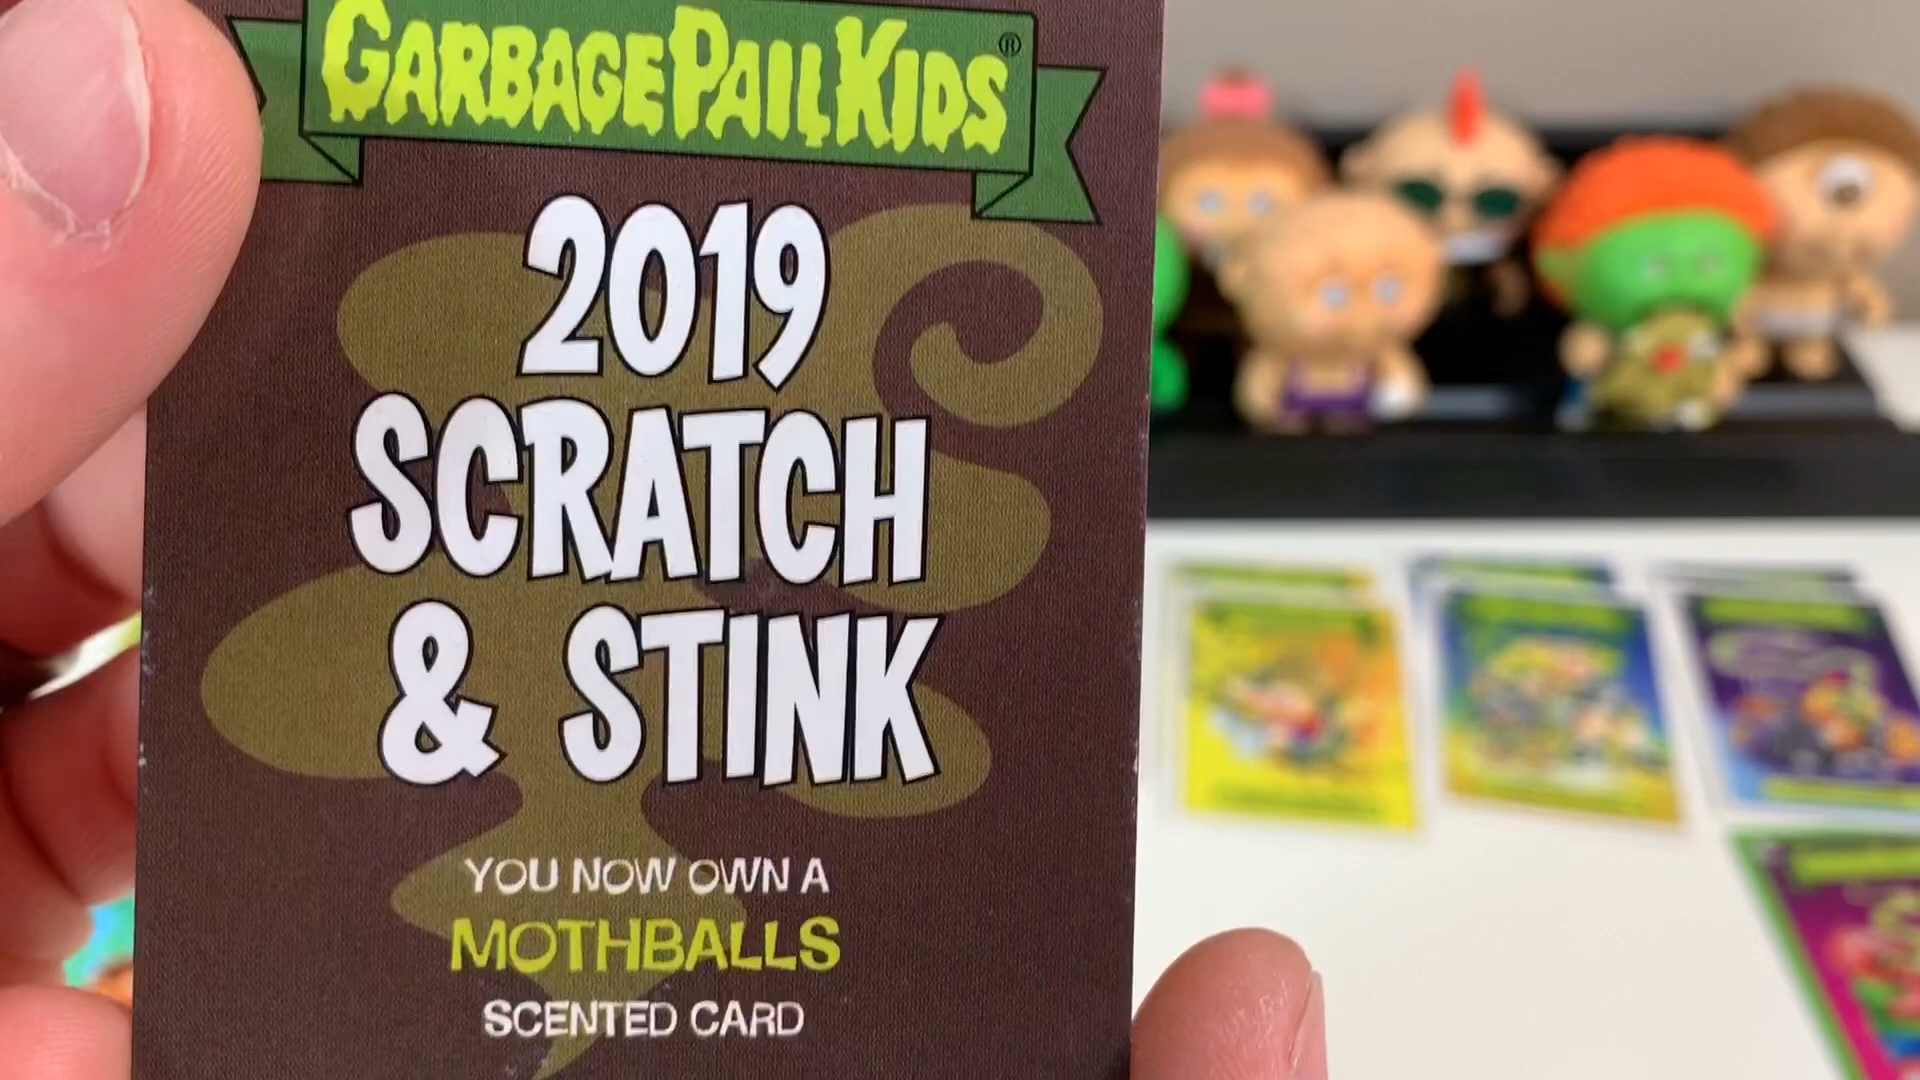 GARBAGE PAIL KIDS®
2019
SCRATCH
& STINK
YOU NOW OWN A
MOTHBALLS
SCENTED CARD